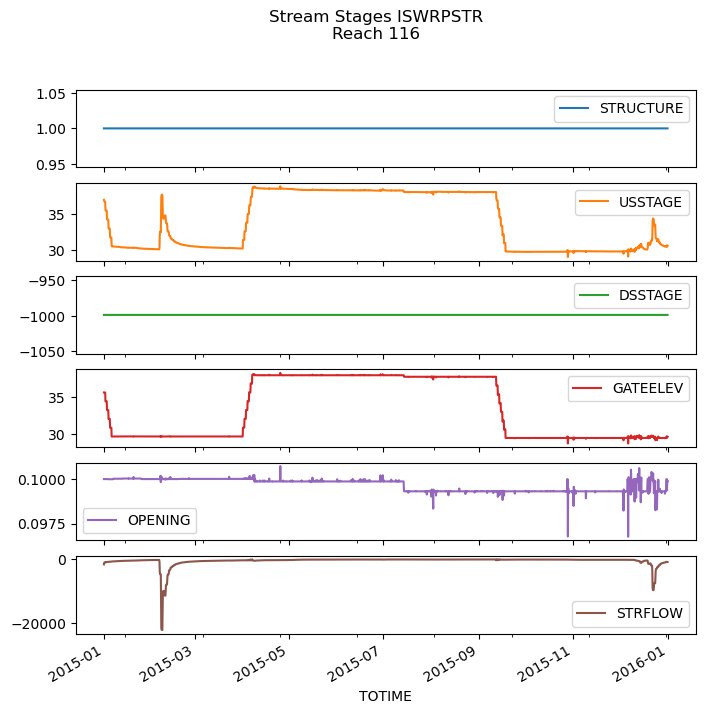 Stream Stages ISWRPSTR
Reach 116
1.05
1.00
0.95
STRUCTURE
35
30
USSTAGE
−950
−1000
−1050
DSSTAGE
35
30
GATEELEV
0.1000
0.0975
OPENING
0
−20000
STRFLOW
2015-01
2015-03
2015-05
2015-07
2015-09
2015-11
2016-01
TOTIME